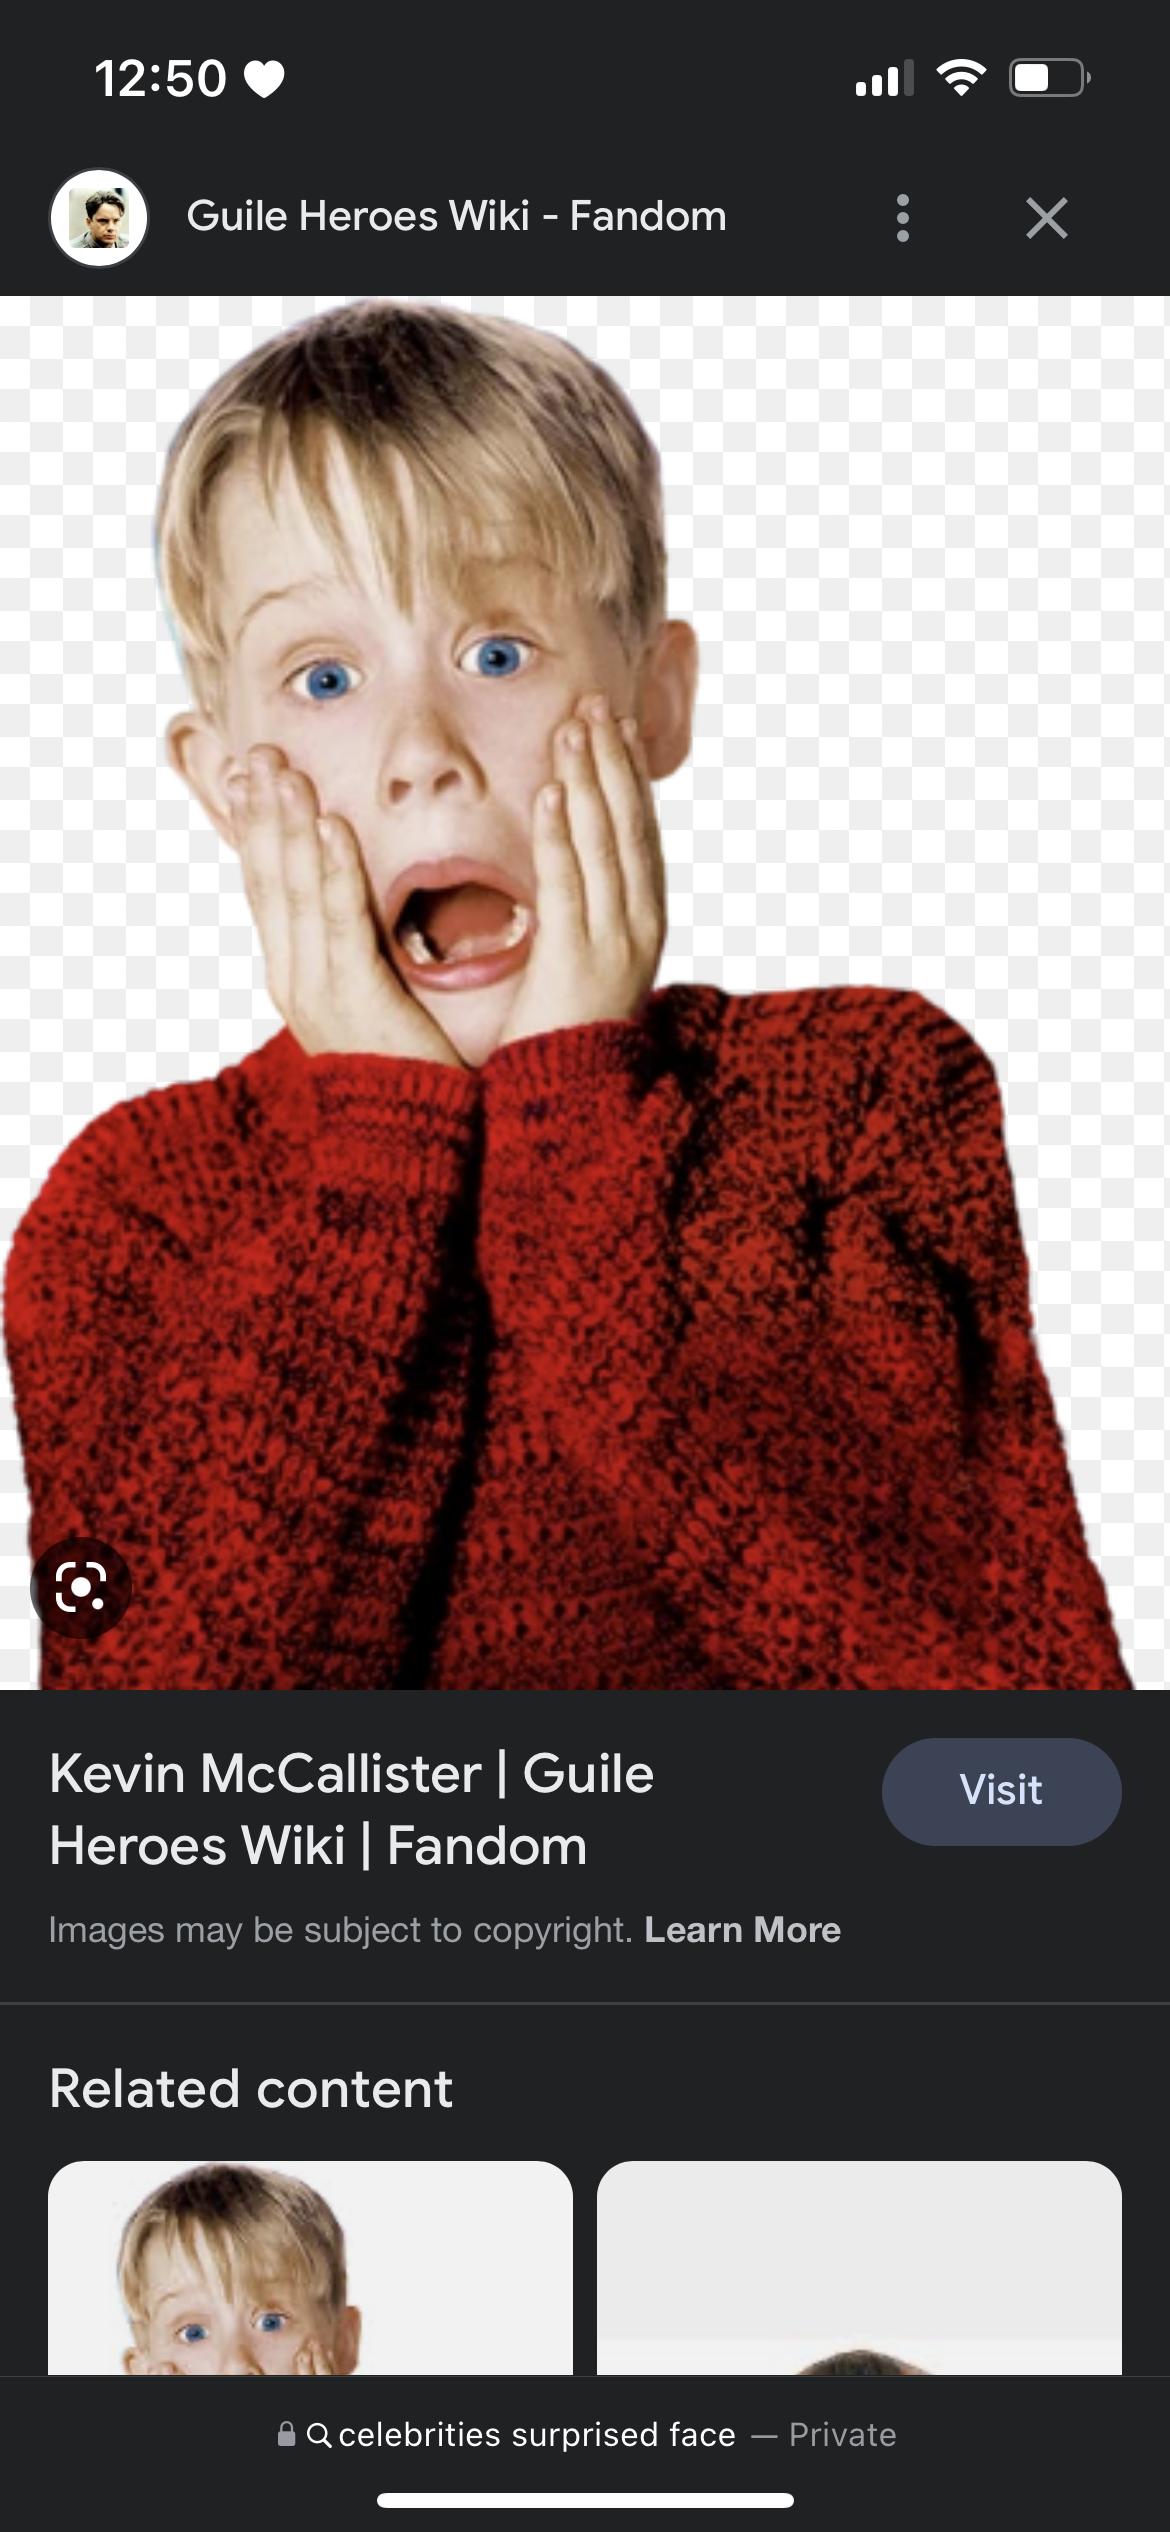 12:50
Guile Heroes Wiki - Fandom
Kevin McCallister | Guile
Heroes Wiki | Fandom
Visit
Images may be subject to copyright. Learn More
Related content
celebrities surprised face — Private